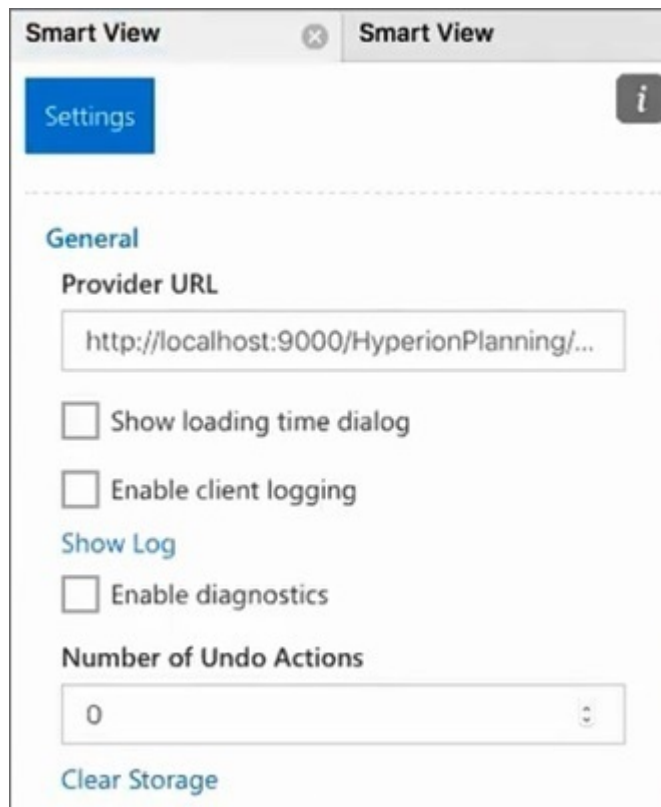 Smart View
Smart View
Settings
i
General
Provider URL
http://localhost:9000/HyperionPlanning/...
Show loading time dialog
Enable client logging
Show Log
Enable diagnostics
Number of Undo Actions
0
Clear Storage